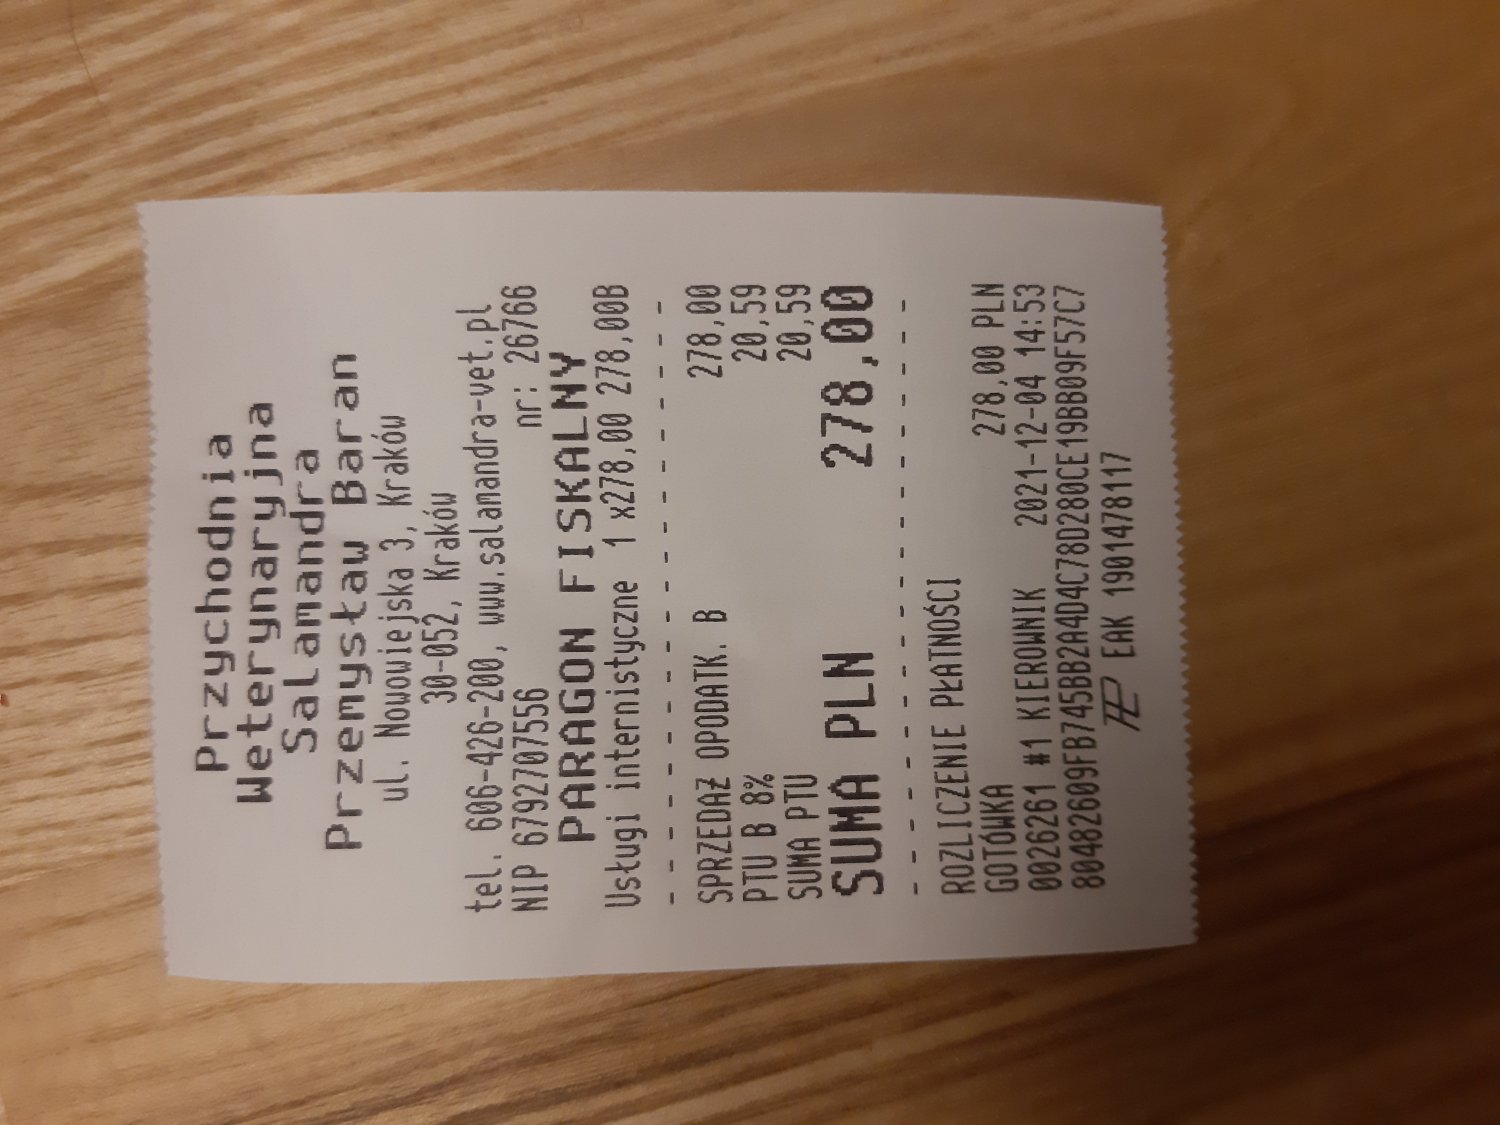 Przychodnia
Weterynaryjna
Salamandra
Przemysław Baran
ul. Nowowiejska 3, Kraków
30-052, Kraków
tel. 606-426-200, www.salamandra-vet.pl
NIP 6792707556 nr: 26766
PARAGON FISKALNY
Usługi internistyczne 1 x278,00 278,00B
- - - - - - - - - - - - - - - - - - - -
SPRZEDAŻ OPODATK. B 278,00
PTU B 8% 20,59
SUMA PTU 20,59
SUMA PLN 278,00
- - - - - - - - - - - - - - - - - - - -
ROZLICZENIE PŁATNOŚCI
GOTÓWKA 278,00 PLN
0026261 #1 KIEROWNIK 2021-12-04 14:53
80482609FB745BB2A4D4C78D280CE19BB09F57C7
EAK 1901478117